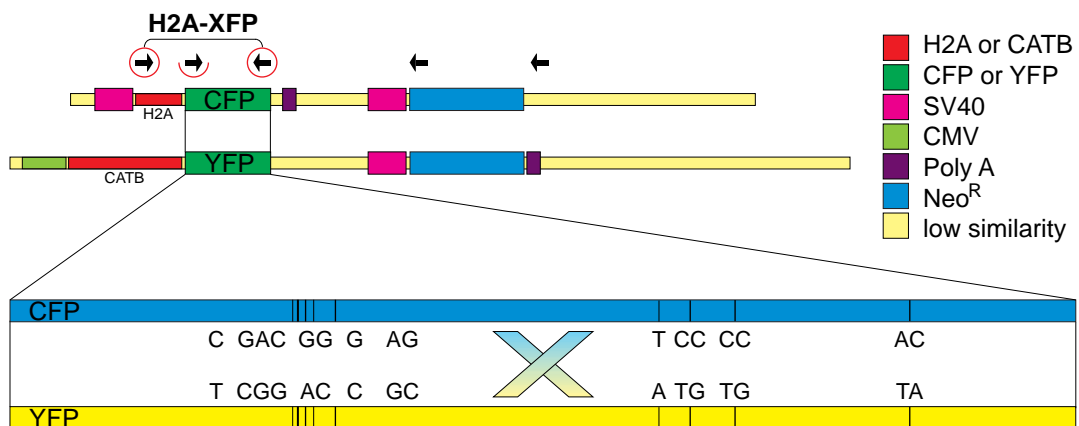 H2A-XFP
CFP
H2A
YFP
CATB
H2A or CATB
CFP or YFP
SV40
CMV
Poly A
Neo^R
low similarity
CFP
C GAC GG G AG T CC CC AC
T CGG AC C GC A TG TG TA
YFP